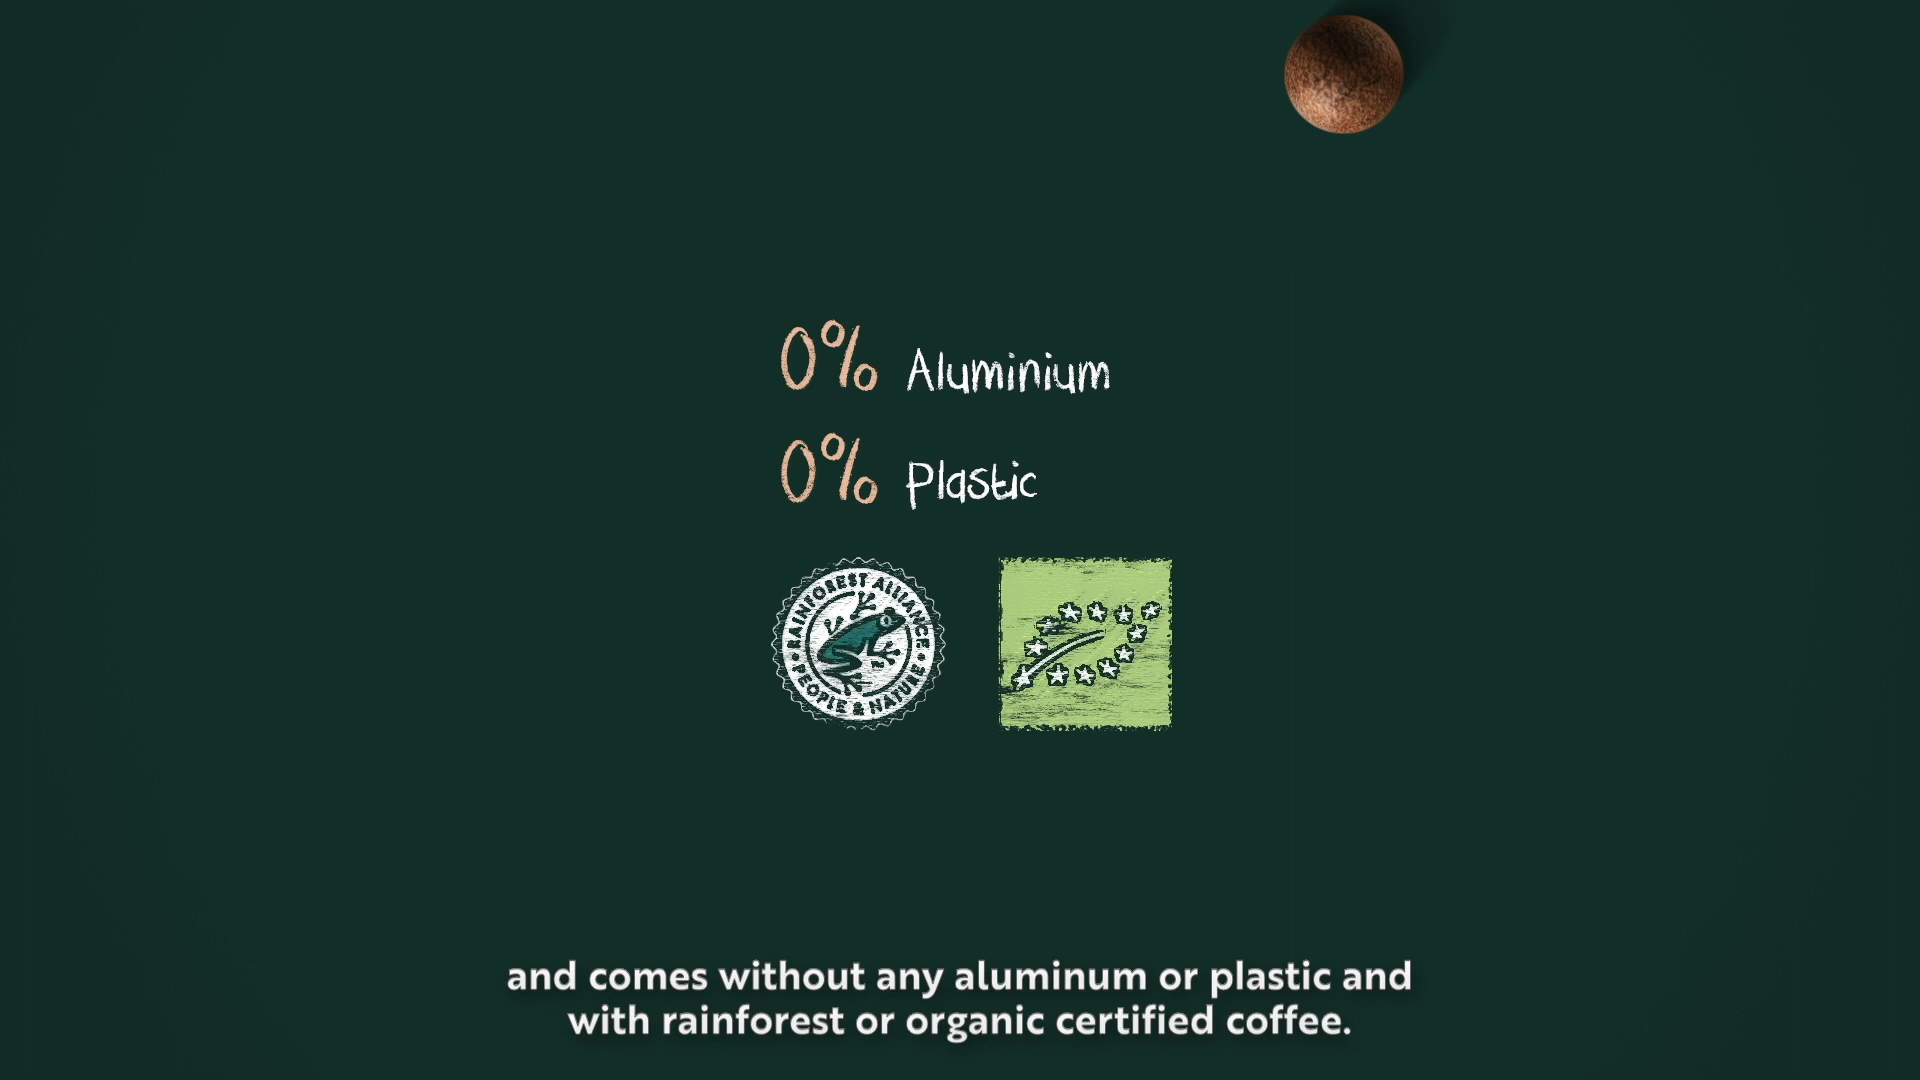 0% Aluminium
0% Plastic
RAINFOREST ALLIANCE
PEOPLE & NATURE
and comes without any aluminum or plastic and
with rainforest or organic certified coffee.